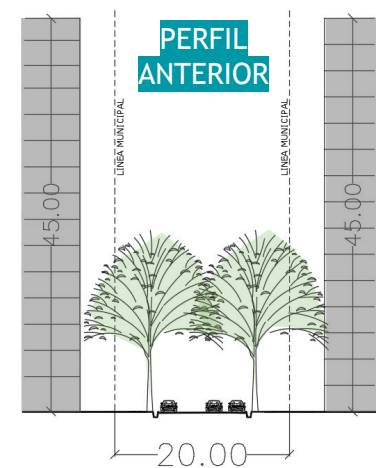 PERFIL
ANTERIOR
LINEA MUNICIPAL
LINEA MUNICIPAL
45.00
45.00
20.00